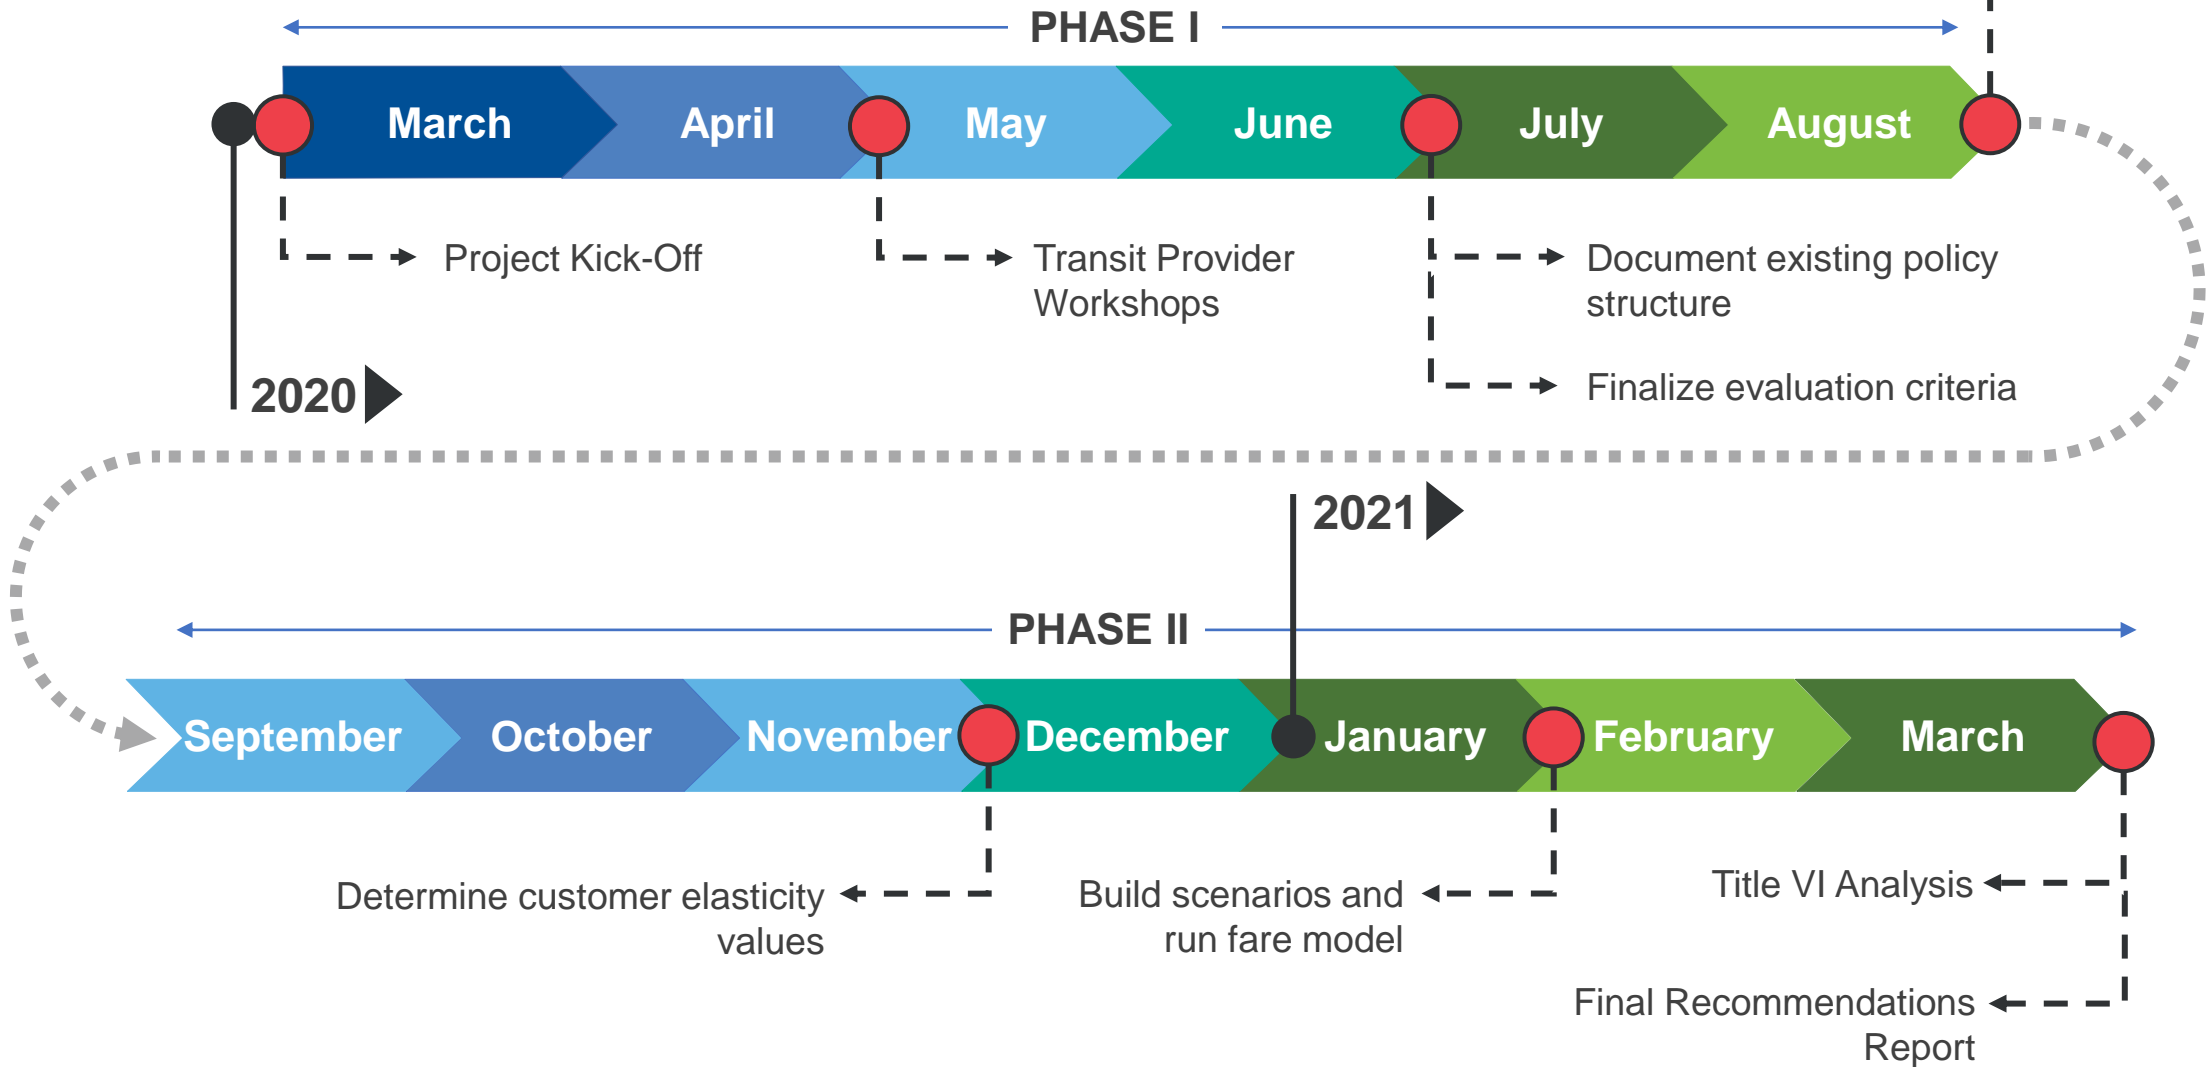 PHASE I
March
April
May
June
July
August
Project Kick-Off
Transit Provider
Workshops
Document existing policy
structure
Finalize evaluation criteria
2020
2021
PHASE II
September
October
November
December
January
February
March
Determine customer elasticity
values
Build scenarios and
run fare model
Title VI Analysis
Final Recommendations
Report